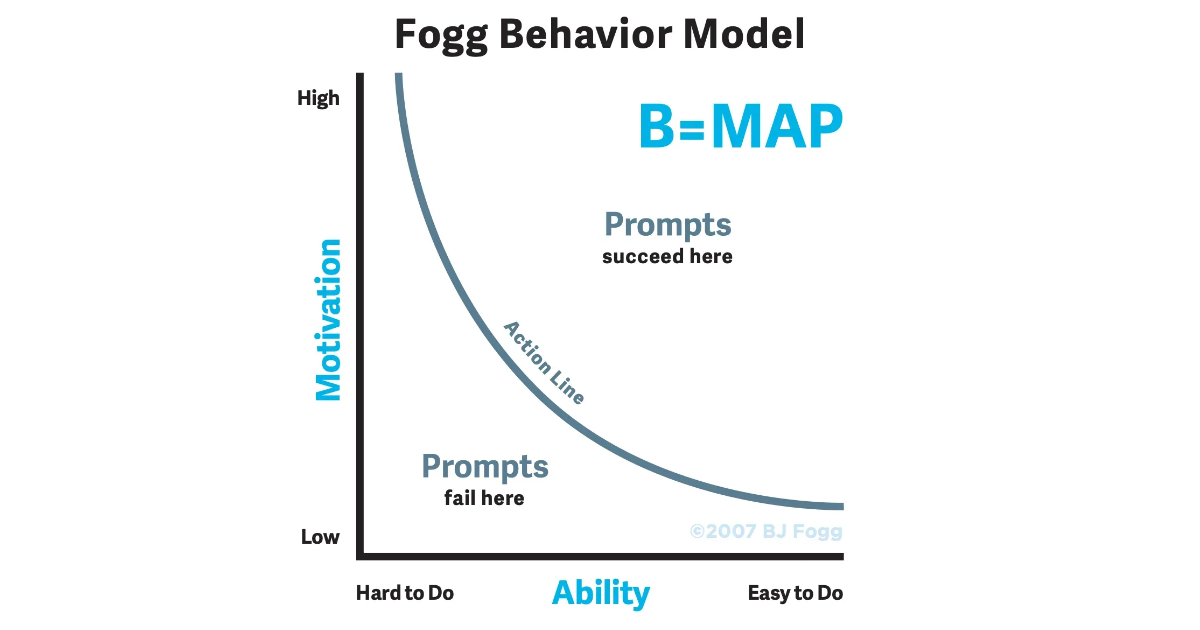 Fogg Behavior Model
High
B=MAP
Prompts
succeed here
Motivation
Action Line
Prompts
fail here
©2007 BJ Fogg
Low
Hard to Do
Ability
Easy to Do